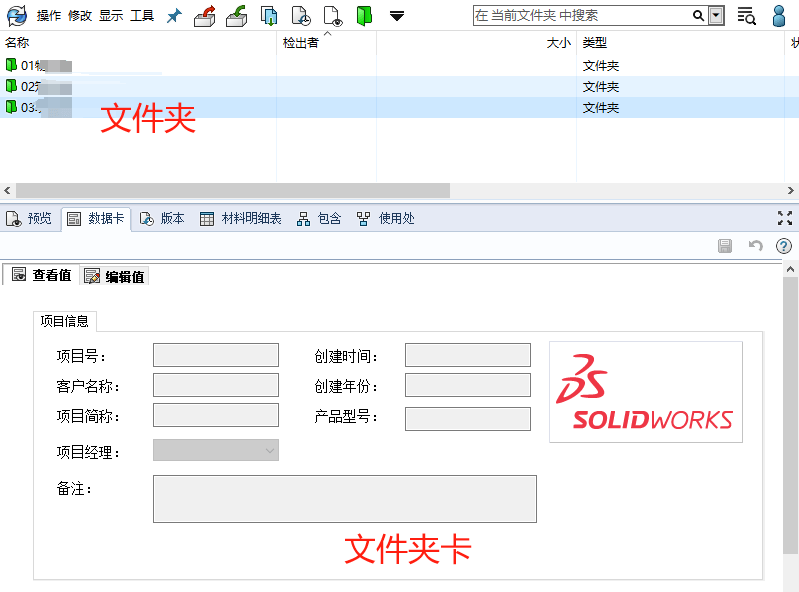 操作 修改 显示 工具 在 当前文件夹 中搜索
名称 检出者 大小 类型
01 文件夹
02 文件夹
03 文件夹
文件夹
预览 数据卡 版本 材料明细表 包含 使用处
查看值 编辑值
项目信息
项目号： 创建时间：
客户名称： 创建年份：
项目简称： 产品型号：
项目经理：
备注：
SOLIDWORKS
文件夹卡